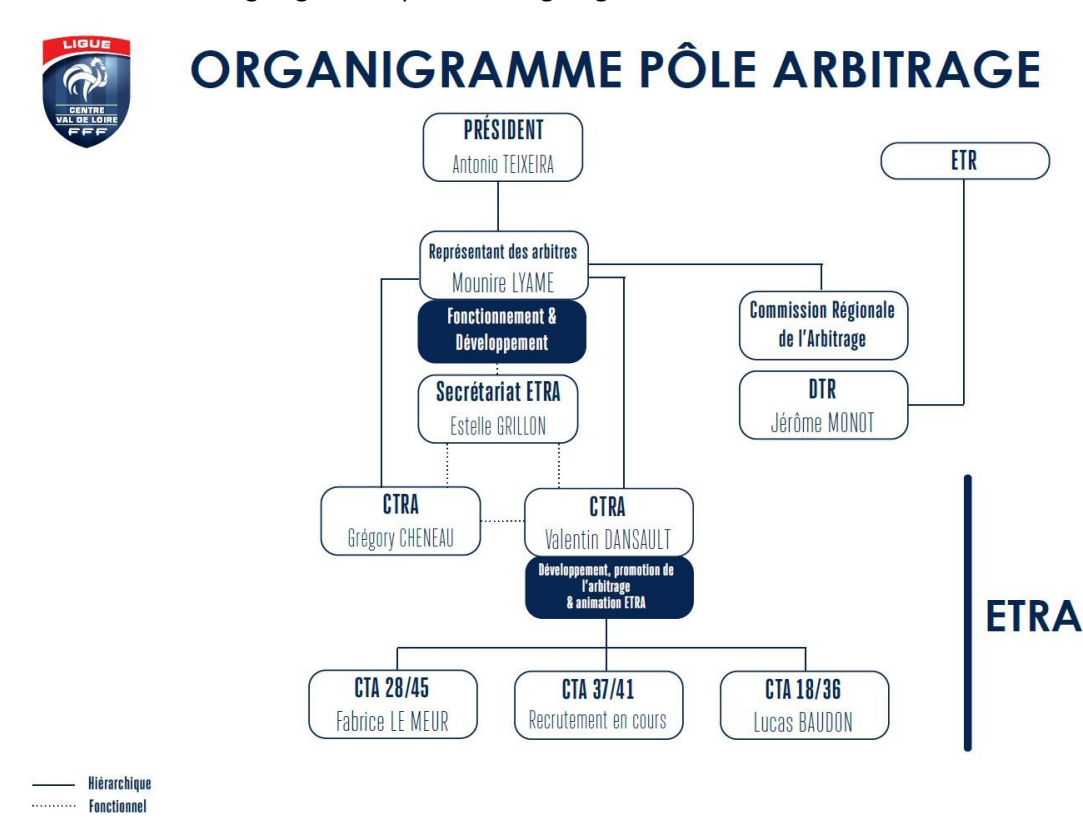 LIGUE
CENTRE
VAL DE LOIRE
FFF
ORGANIGRAMME PÔLE ARBITRAGE
PRÉSIDENT
Antonio TEIXEIRA
ETR
Représentant des arbitres
Mounire LYAME
Fonctionnement &
Développement
Commission Régionale
de l'Arbitrage
Secrétariat ETRA
Estelle GRILLON
DTR
Jérôme MONOT
CTRA
Grégory CHENEAU
CTRA
Valentin DANSAULT
Développement, promotion de
l'arbitrage
& animation ETRA
ETRA
CTA 28/45
Fabrice LE MEUR
CTA 37/41
Recrutement en cours
CTA 18/36
Lucas BAUDON
Hiérarchique
Fonctionnel